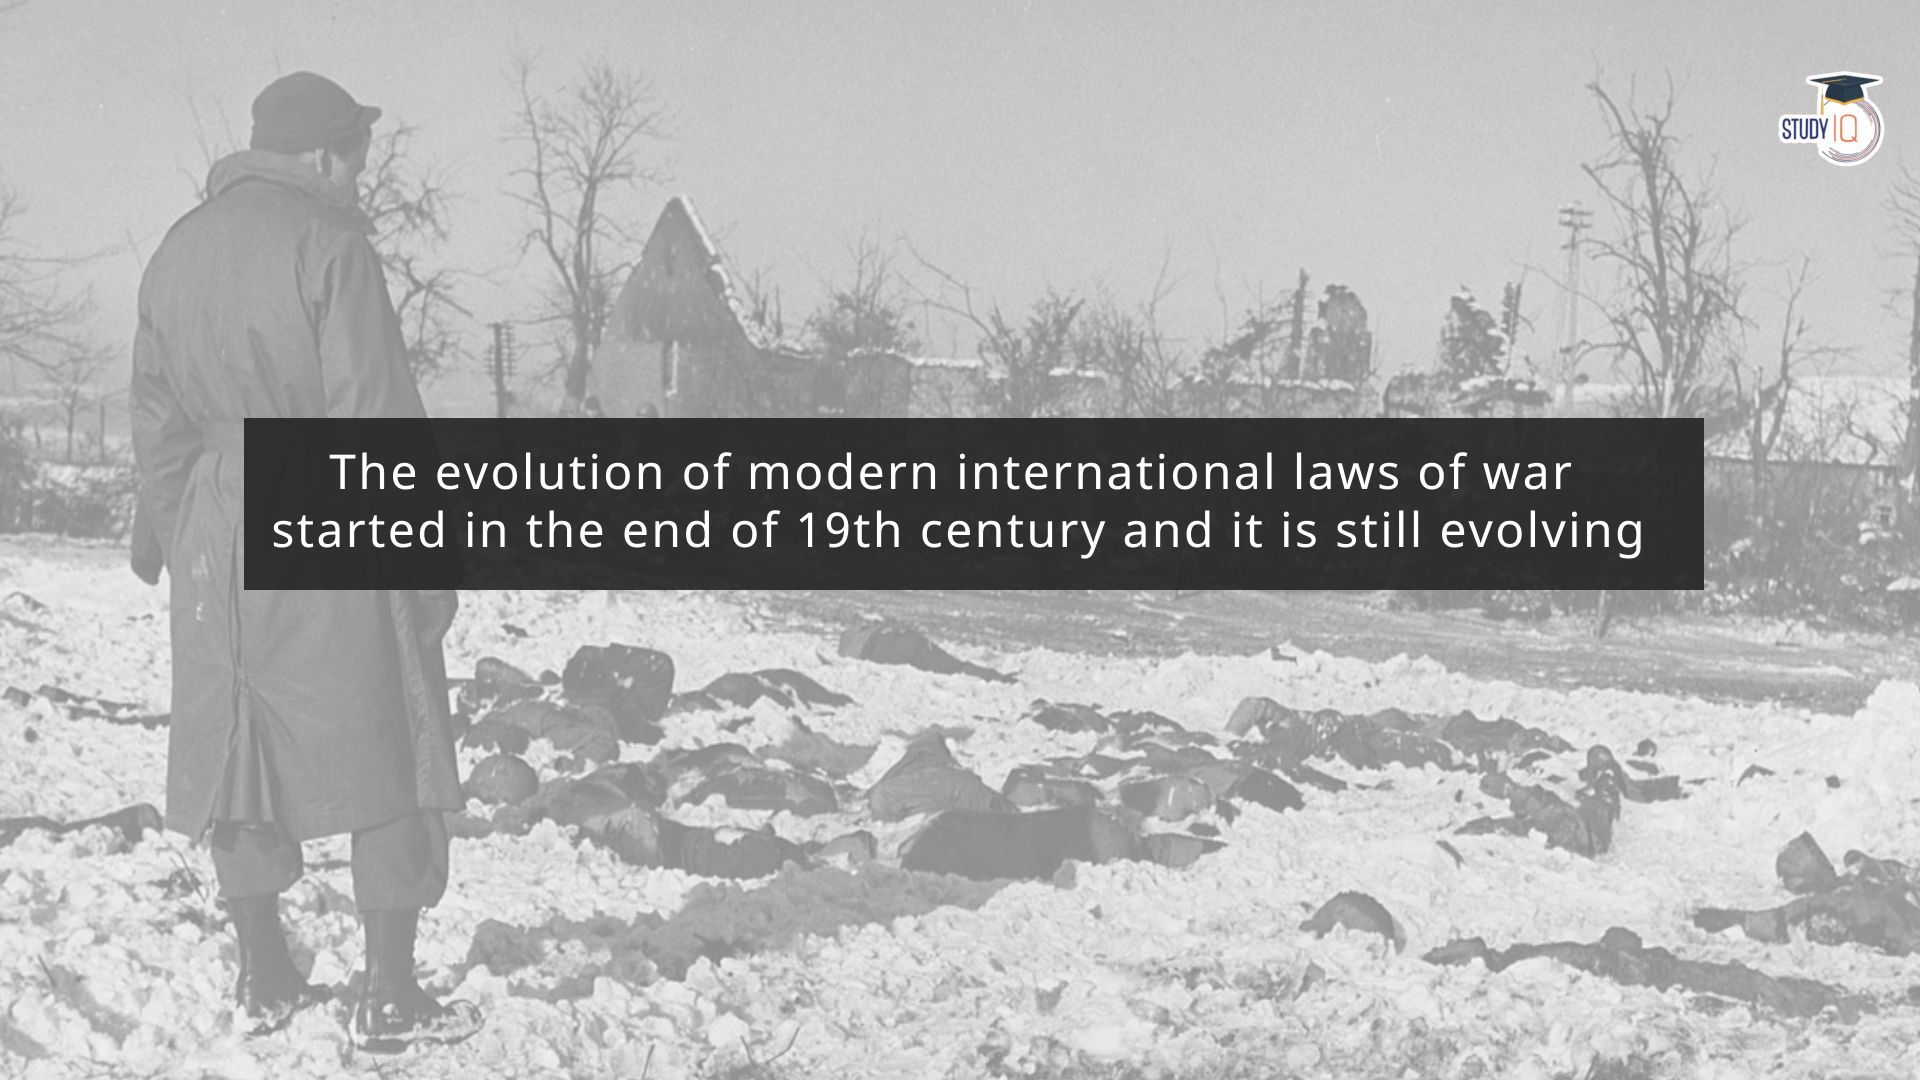 STUDY IQ
The evolution of modern international laws of war
started in the end of 19th century and it is still evolving